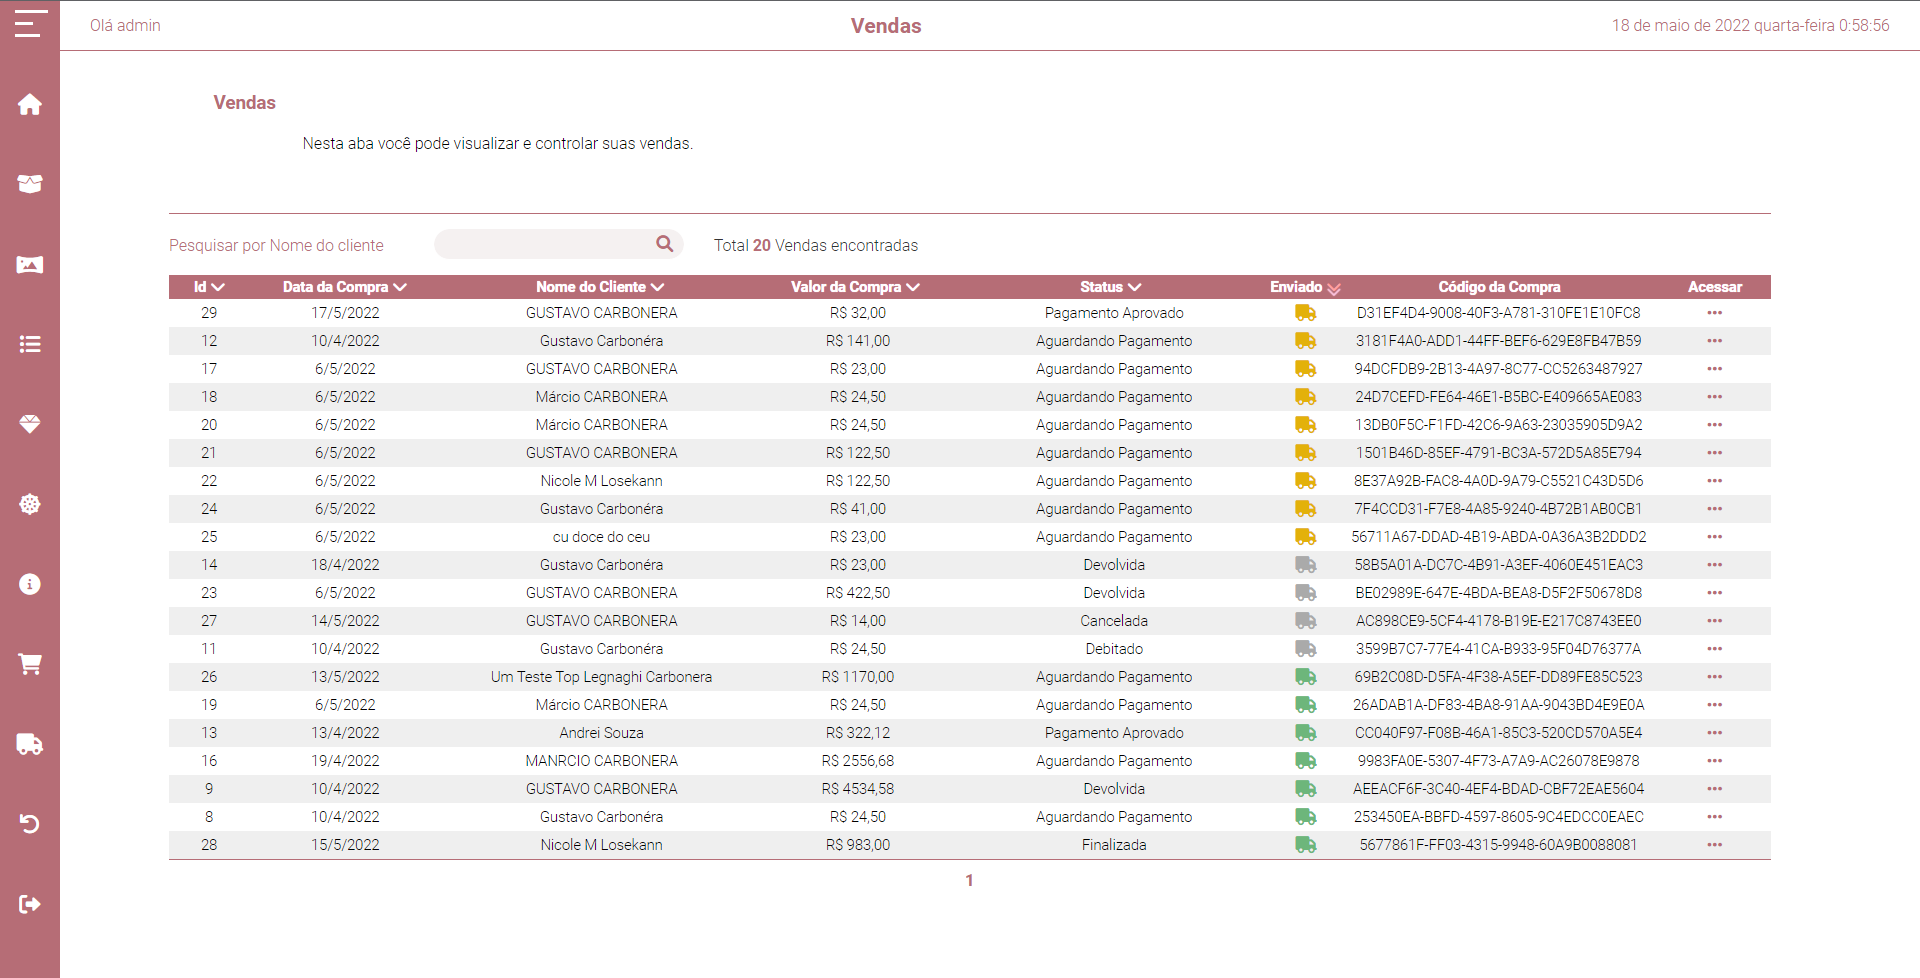 Olá admin
Vendas
18 de maio de 2022 quarta-feira 0:58:56
Vendas
Nesta aba você pode visualizar e controlar suas vendas.
Pesquisar por Nome do cliente
Total 20 Vendas encontradas
Id Data da Compra Nome do Cliente Valor da Compra Status Enviado Código da Compra Acessar
29 17/5/2022 GUSTAVO CARBONERA R$ 32,00 Pagamento Aprovado D31EF4D4-9008-40F3-A781-310FE1E10FC8
12 10/4/2022 Gustavo Carbonéra R$ 141,00 Aguardando Pagamento 3181F4A0-ADD1-44FF-BEF6-629E8FB47B59
17 6/5/2022 GUSTAVO CARBONERA R$ 23,00 Aguardando Pagamento 94DCFDB9-2B13-4A97-8C77-CC5263487927
18 6/5/2022 Márcio CARBONERA R$ 24,50 Aguardando Pagamento 24D7CEFD-FE64-46E1-B5BC-E409665AE083
20 6/5/2022 Márcio CARBONERA R$ 24,50 Aguardando Pagamento 13DB0F5C-F1FD-42C6-9A63-23035905D9A2
21 6/5/2022 GUSTAVO CARBONERA R$ 122,50 Aguardando Pagamento 1501B46D-85EF-4791-BC3A-572D5A85E794
22 6/5/2022 Nicole M Losekann R$ 122,50 Aguardando Pagamento 8E37A92B-FAC8-4A0D-9A79-C5521C43D5D6
24 6/5/2022 Gustavo Carbonéra R$ 41,00 Aguardando Pagamento 7F4CCD31-F7E8-4A85-9240-4B72B1AB0CB1
25 6/5/2022 cu doce do ceu R$ 23,00 Aguardando Pagamento 56711A67-DDAD-4B19-ABDA-0A36A3B2DDD2
14 18/4/2022 Gustavo Carbonéra R$ 23,00 Devolvida 58B5A01A-DC7C-4B91-A3EF-4060E451EAC3
23 6/5/2022 GUSTAVO CARBONERA R$ 422,50 Devolvida BE02989E-647E-4BDA-BEA8-D5F2F50678D8
27 14/5/2022 GUSTAVO CARBONERA R$ 14,00 Cancelada AC898CE9-5CF4-4178-B19E-E217C8743EE0
11 10/4/2022 Gustavo Carbonéra R$ 24,50 Debitado 3599B7C7-77E4-41CA-B933-95F04D76377A
26 13/5/2022 Um Teste Top Legnaghi Carbonera R$ 1170,00 Aguardando Pagamento 69B2C08D-D5FA-4F38-A5EF-DD89FE85C523
19 6/5/2022 Márcio CARBONERA R$ 24,50 Aguardando Pagamento 26ADAB1A-DF83-4BA8-91AA-9043BD4E9E0A
13 13/4/2022 Andrei Souza R$ 322,12 Pagamento Aprovado CC040F97-F08B-46A1-85C3-520CD570A5E4
16 19/4/2022 MANRCIO CARBONERA R$ 2556,68 Aguardando Pagamento 9983FA0E-5307-4F73-A7A9-AC26078E9878
9 10/4/2022 GUSTAVO CARBONERA R$ 4534,58 Devolvida AEEACF6F-3C40-4EF4-BDAD-CBF72EAE5604
8 10/4/2022 Gustavo Carbonéra R$ 24,50 Aguardando Pagamento 253450EA-BBFD-4597-8605-9C4EDCC0EAEC
28 15/5/2022 Nicole M Losekann R$ 983,00 Finalizada 5677861F-FF03-4315-9948-60A9B0088081
1